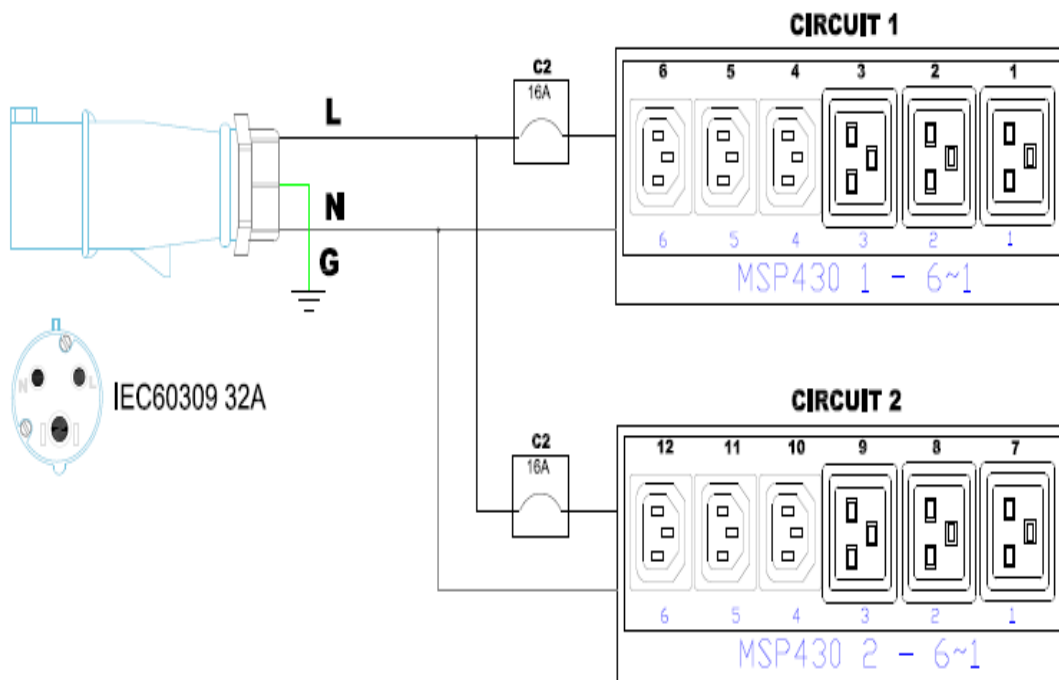 CIRCUIT 1
C2
16A
6 5 4 3 2 1
L
N
G
6 5 4 3 2 1
MSP430 1 - 6~1
N L
IEC60309 32A
CIRCUIT 2
C2
16A
12 11 10 9 8 7
6 5 4 3 2 1
MSP430 2 - 6~1